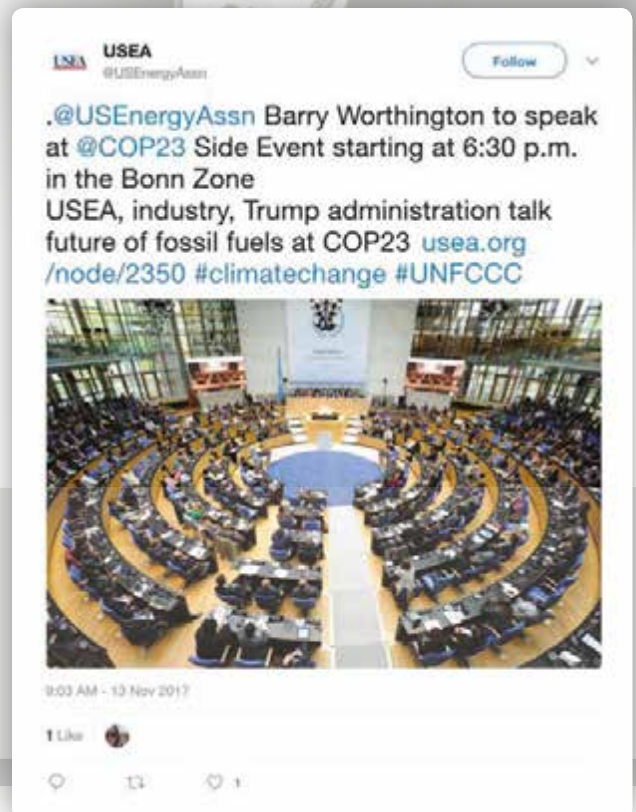 USEA
USEA
@USEnergyAssn
Follow
.@USEnergyAssn Barry Worthington to speak
at @COP23 Side Event starting at 6:30 p.m.
in the Bonn Zone
USEA, industry, Trump administration talk
future of fossil fuels at COP23 usea.org
/node/2350 #climatechange #UNFCCC
9:03 AM - 13 Nov 2017
1 Like
1